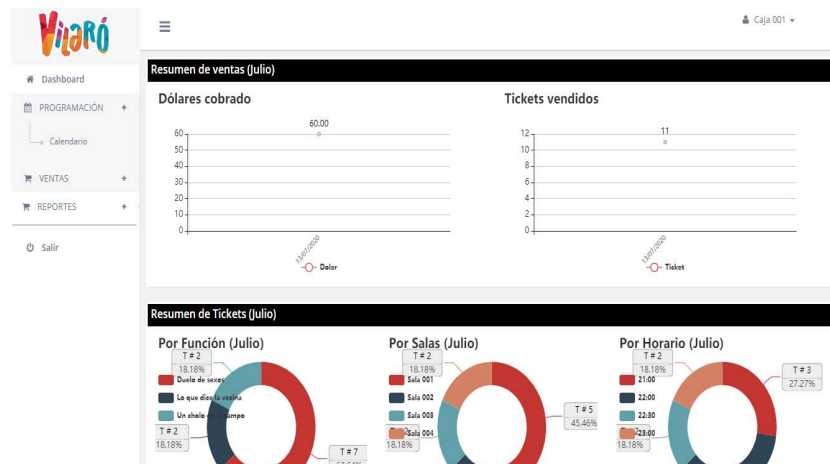 Vilaró
Caja 001
Dashboard
PROGRAMACIÓN +
Calendario
VENTAS +
REPORTES +
Salir
Resumen de ventas (Julio)
Dólares cobrado
60
50
40
30
20
10
0
60.00
13/07/2020
Dolar
Tickets vendidos
12
10
8
6
4
2
0
11
13/07/2020
Ticket
Resumen de Tickets (Julio)
Por Función (Julio)
T # 2
18.18%
Duelo de sexos
Lo que dice la vecina
Un cholo en el campo
T # 2
18.18%
T # 7
Por Salas (Julio)
T # 2
18.18%
Sala 001
Sala 002
Sala 003
Sala 004
18.18%
T # 5
45.46%
Por Horario (Julio)
T # 2
18.18%
21:00
22:00
22:30
23:00
18.18%
T # 3
27.27%